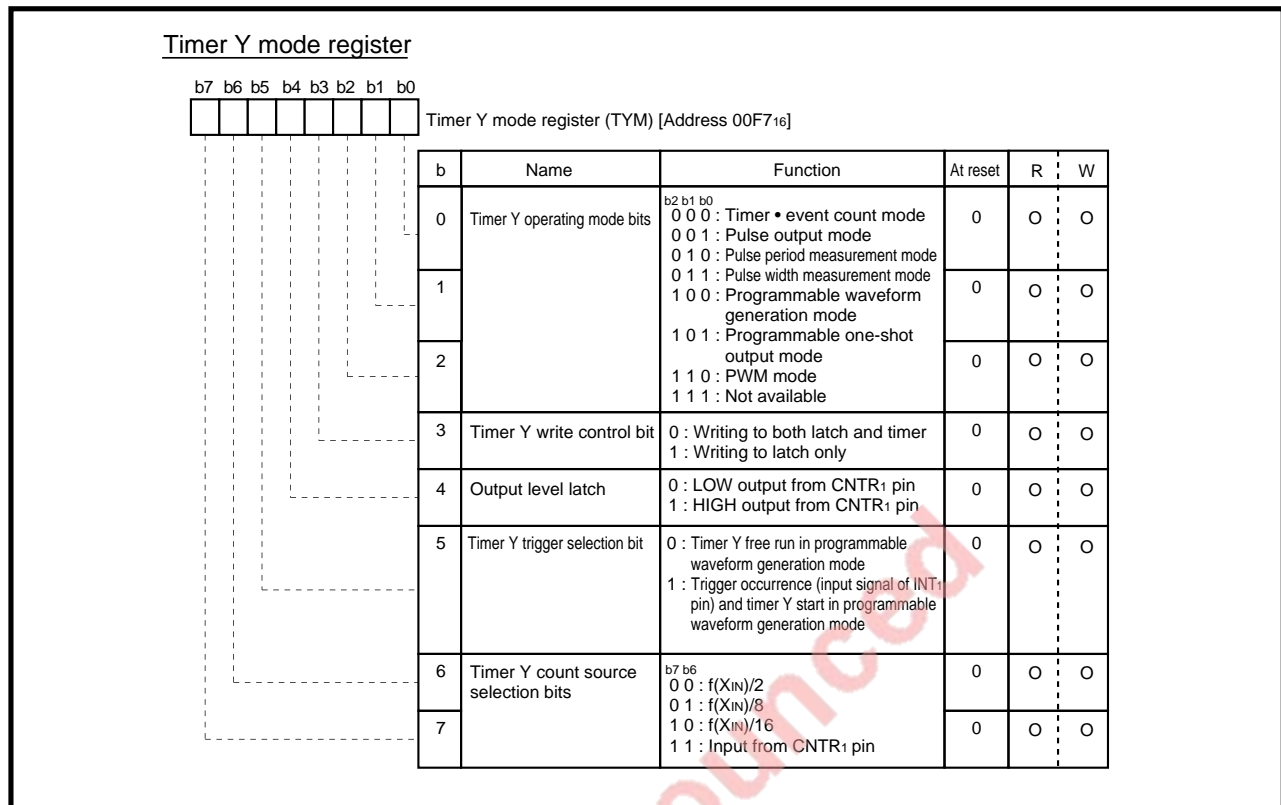 Timer Y mode register
b7 b6 b5 b4 b3 b2 b1 b0
Timer Y mode register (TYM) [Address 00F716]
b Name Function At reset R W
0 Timer Y operating mode bits
b2 b1 b0
0 0 0 : Timer • event count mode
0 0 1 : Pulse output mode
0 1 0 : Pulse period measurement mode
0 1 1 : Pulse width measurement mode
1 0 0 : Programmable waveform
generation mode
1 0 1 : Programmable one-shot
output mode
1 1 0 : PWM mode
1 1 1 : Not available
0 O O
1 0 O O
2 0 O O
3 Timer Y write control bit 0 : Writing to both latch and timer 0 O O
1 : Writing to latch only
4 Output level latch 0 : LOW output from CNTR1 pin 0 O O
1 : HIGH output from CNTR1 pin
5 Timer Y trigger selection bit 0 : Timer Y free run in programmable 0 O O
waveform generation mode
1 : Trigger occurrence (input signal of INT1
pin) and timer Y start in programmable
waveform generation mode
6 Timer Y count source
selection bits
b7 b6
0 0 : f(XIN)/2
0 1 : f(XIN)/8
1 0 : f(XIN)/16
1 1 : Input from CNTR1 pin
0 O O
7 0 O O
ounced